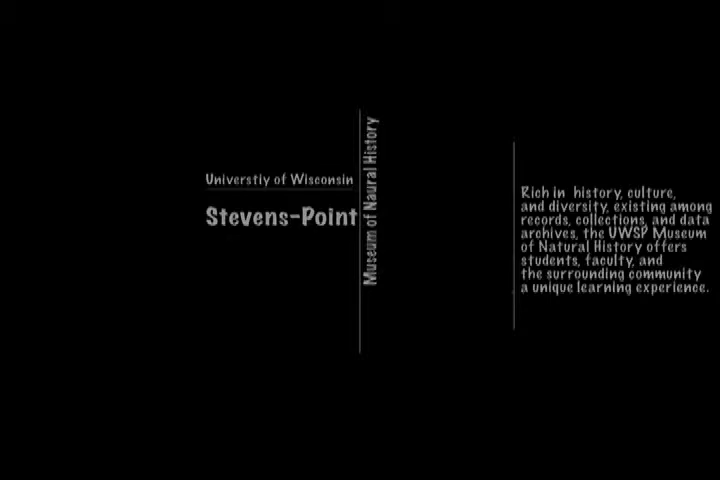 Universtiy of Wisconsin
Stevens-Point
Museum of Naural History
Rich in history, culture,
and diversity, existing among
records, collections, and data
archives, the UWSP Museum
of Natural History offers
students, faculty, and
the surrounding community
a unique learning experience.